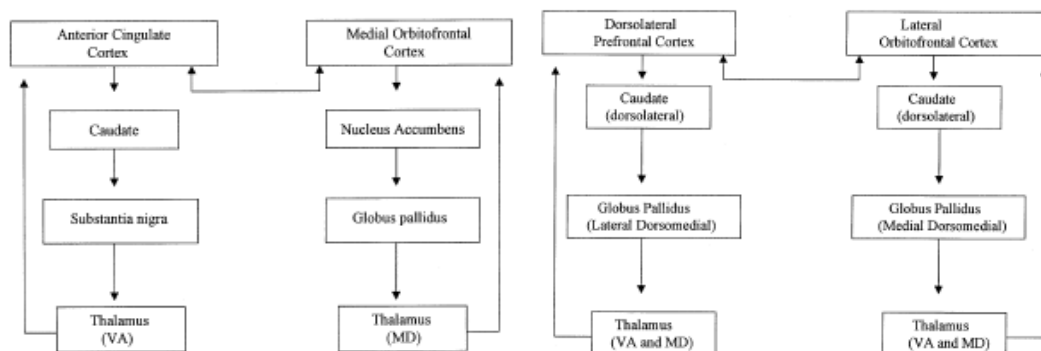 Anterior Cingulate
Cortex
Medial Orbitofrontal
Cortex
Dorsolateral
Prefrontal Cortex
Lateral
Orbitofrontal Cortex
Caudate
Nucleus Accumbens
Caudate
(dorsolateral)
Caudate
(dorsolateral)
Substantia nigra
Globus pallidus
Globus Pallidus
(Lateral Dorsomedial)
Globus Pallidus
(Medial Dorsomedial)
Thalamus
(VA)
Thalamus
(MD)
Thalamus
(VA and MD)
Thalamus
(VA and MD)